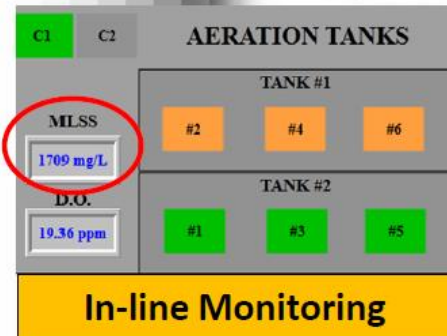 C1 C2 AERATION TANKS
TANK #1
MLSS
#2 #4 #6
1709 mg/L
TANK #2
D.O.
19.36 ppm
#1 #3 #5
In-line Monitoring